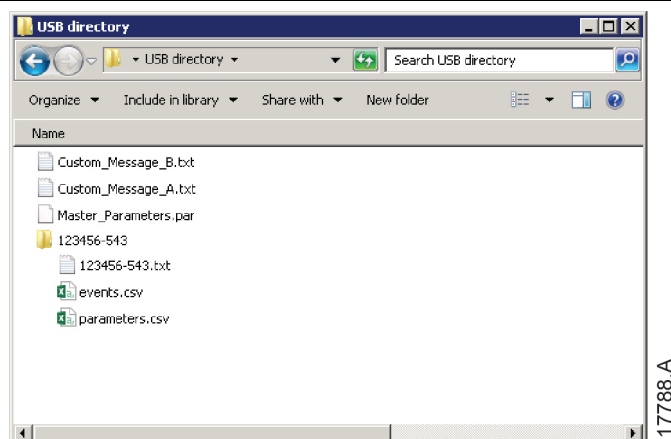 USB directory
USB directory
Search USB directory
Organize Include in library Share with New folder
Name
Custom_Message_B.txt
Custom_Message_A.txt
Master_Parameters.par
123456-543
123456-543.txt
events.csv
parameters.csv
17788.A